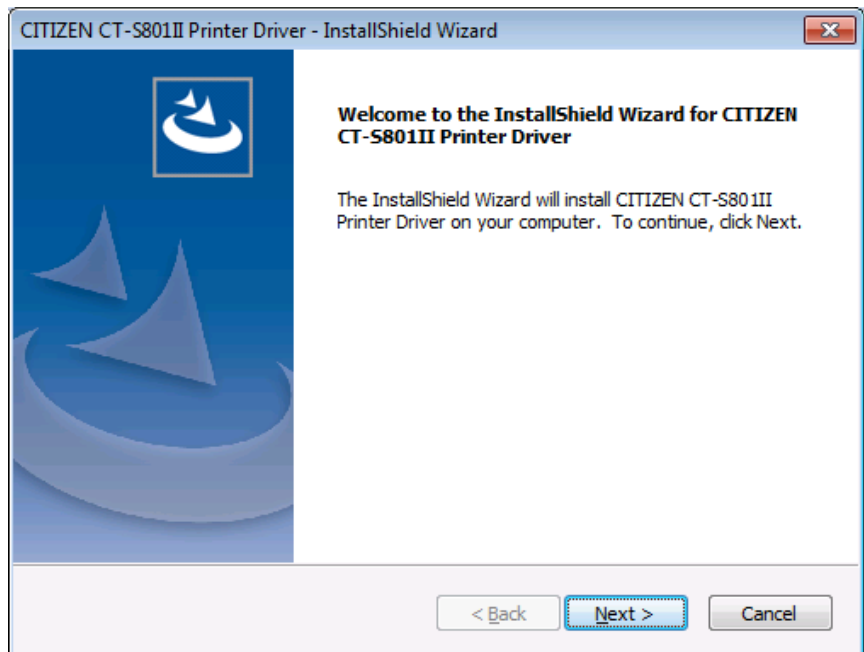 CITIZEN CT-S801II Printer Driver - InstallShield Wizard
Welcome to the InstallShield Wizard for CITIZEN
CT-S801II Printer Driver
The InstallShield Wizard will install CITIZEN CT-S801II
Printer Driver on your computer.  To continue, click Next.
< Back
Next >
Cancel